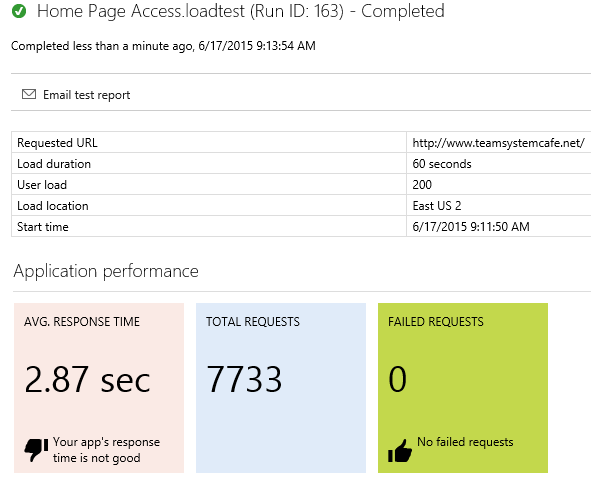 Home Page Access.loadtest (Run ID: 163) - Completed
Completed less than a minute ago, 6/17/2015 9:13:54 AM
Email test report
Requested URL http://www.teamsystemcafe.net/
Load duration 60 seconds
User load 200
Load location East US 2
Start time 6/17/2015 9:11:50 AM
Application performance
AVG. RESPONSE TIME
2.87 sec
Your app's response
time is not good
TOTAL REQUESTS
7733
FAILED REQUESTS
0
No failed requests